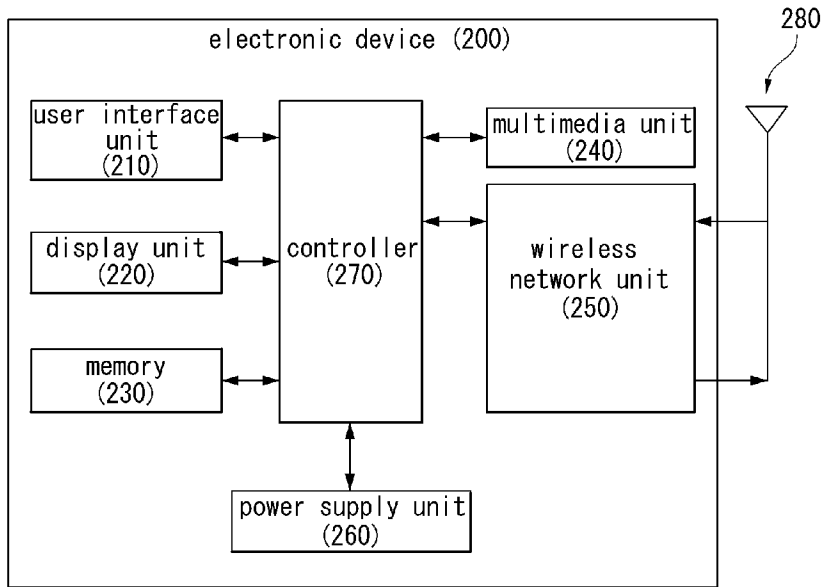 electronic device (200)
280
user interface
unit
(210)
multimedia unit
(240)
display unit
(220)
controller
(270)
wireless
network unit
(250)
memory
(230)
power supply unit
(260)